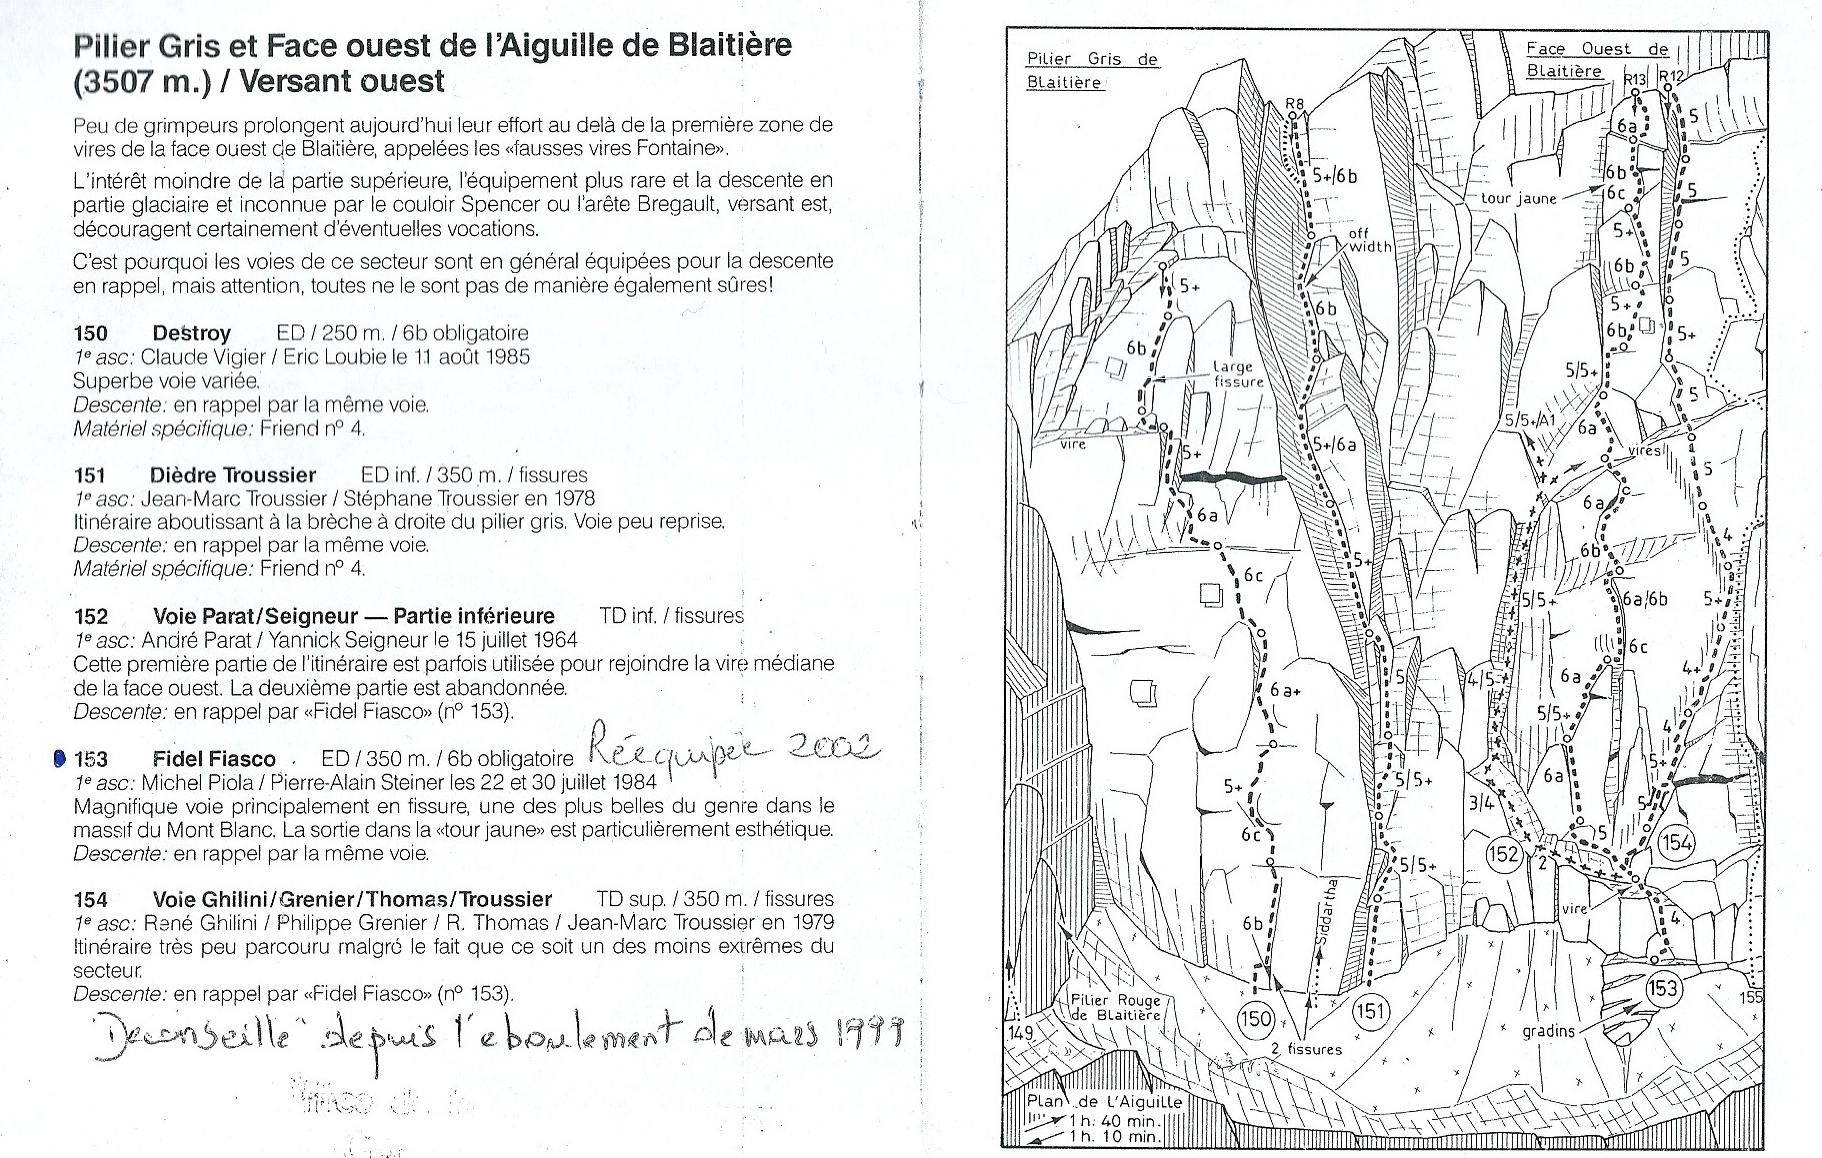 Pilier Gris et Face ouest de l'Aiguille de Blaitière
(3507 m.) / Versant ouest
Peu de grimpeurs prolongent aujourd'hui leur effort au delà de la première zone de
vires de la face ouest de Blaitière, appelées les «fausses vires Fontaine».
L'intérêt moindre de la partie supérieure, l'équipement plus rare et la descente en
partie glaciaire et inconnue par le couloir Spencer ou l'arête Bregault, versant est,
découragent certainement d'éventuelles vocations.
C'est pourquoi les voies de ce secteur sont en général équipées pour la descente
en rappel, mais attention, toutes ne le sont pas de manière également sûres!
150 Destroy ED / 250 m. / 6b obligatoire
1e asc: Claude Vigier / Eric Loubie le 11 août 1985
Superbe voie variée.
Descente: en rappel par la même voie.
Matériel spécifique: Friend nº 4.
151 Dièdre Troussier ED inf. / 350 m. / fissures
1e asc: Jean-Marc Troussier / Stéphane Troussier en 1978
Itinéraire aboutissant à la brèche à droite du pilier gris. Voie peu reprise.
Descente: en rappel par la même voie.
Matériel spécifique: Friend nº 4.
152 Voie Parat/Seigneur — Partie inférieure TD inf. / fissures
1e asc: André Parat / Yannick Seigneur le 15 juillet 1964
Cette première partie de l'itinéraire est parfois utilisée pour rejoindre la vire médiane
de la face ouest. La deuxième partie est abandonnée.
Descente: en rappel par «Fidel Fiasco» (nº 153).
153 Fidel Fiasco ED / 350 m. / 6b obligatoire Rééquipée 2002
1e asc: Michel Piola / Pierre-Alain Steiner les 22 et 30 juillet 1984
Magnifique voie principalement en fissure, une des plus belles du genre dans le
massif du Mont Blanc. La sortie dans la «tour jaune» est particulièrement esthétique.
Descente: en rappel par la même voie.
154 Voie Ghilini/Grenier/Thomas/Troussier TD sup. / 350 m. / fissures
1e asc: René Ghilini / Philippe Grenier / R. Thomas / Jean-Marc Troussier en 1979
Itinéraire très peu parcouru malgré le fait que ce soit un des moins extrêmes du
secteur.
Descente: en rappel par «Fidel Fiasco» (nº 153).
"Deconseille" depuis l'eboulement de mars 1999
Pilier Gris de
Blaitière
Face Ouest de
Blaitière
R13 R12
R8
5
6a
5+/6b
6b
6c
5
tour jaune
5+
off
width
5
6b
5+
5+
6b
6b
5+
6b
large
fissure
5/5+
5
5/5+/A1
6a
vire
5+
5+/6a
vires
5
6a
6a
4
6b
5+
6c
5/5+
6a/6b
5+
6c
6a
4+
6a+
5
4/5
5/5+
4
5+
5+
5/5+
6a
3/4
5
6c
5
154
152
2
5/5+
6b
Siddartha
vire
4
Pilier Rouge
de Blaitière
153
155
149
150
151
gradins
2 fissures
Plan de l'Aiguille
1 h. 40 min.
1 h. 10 min.